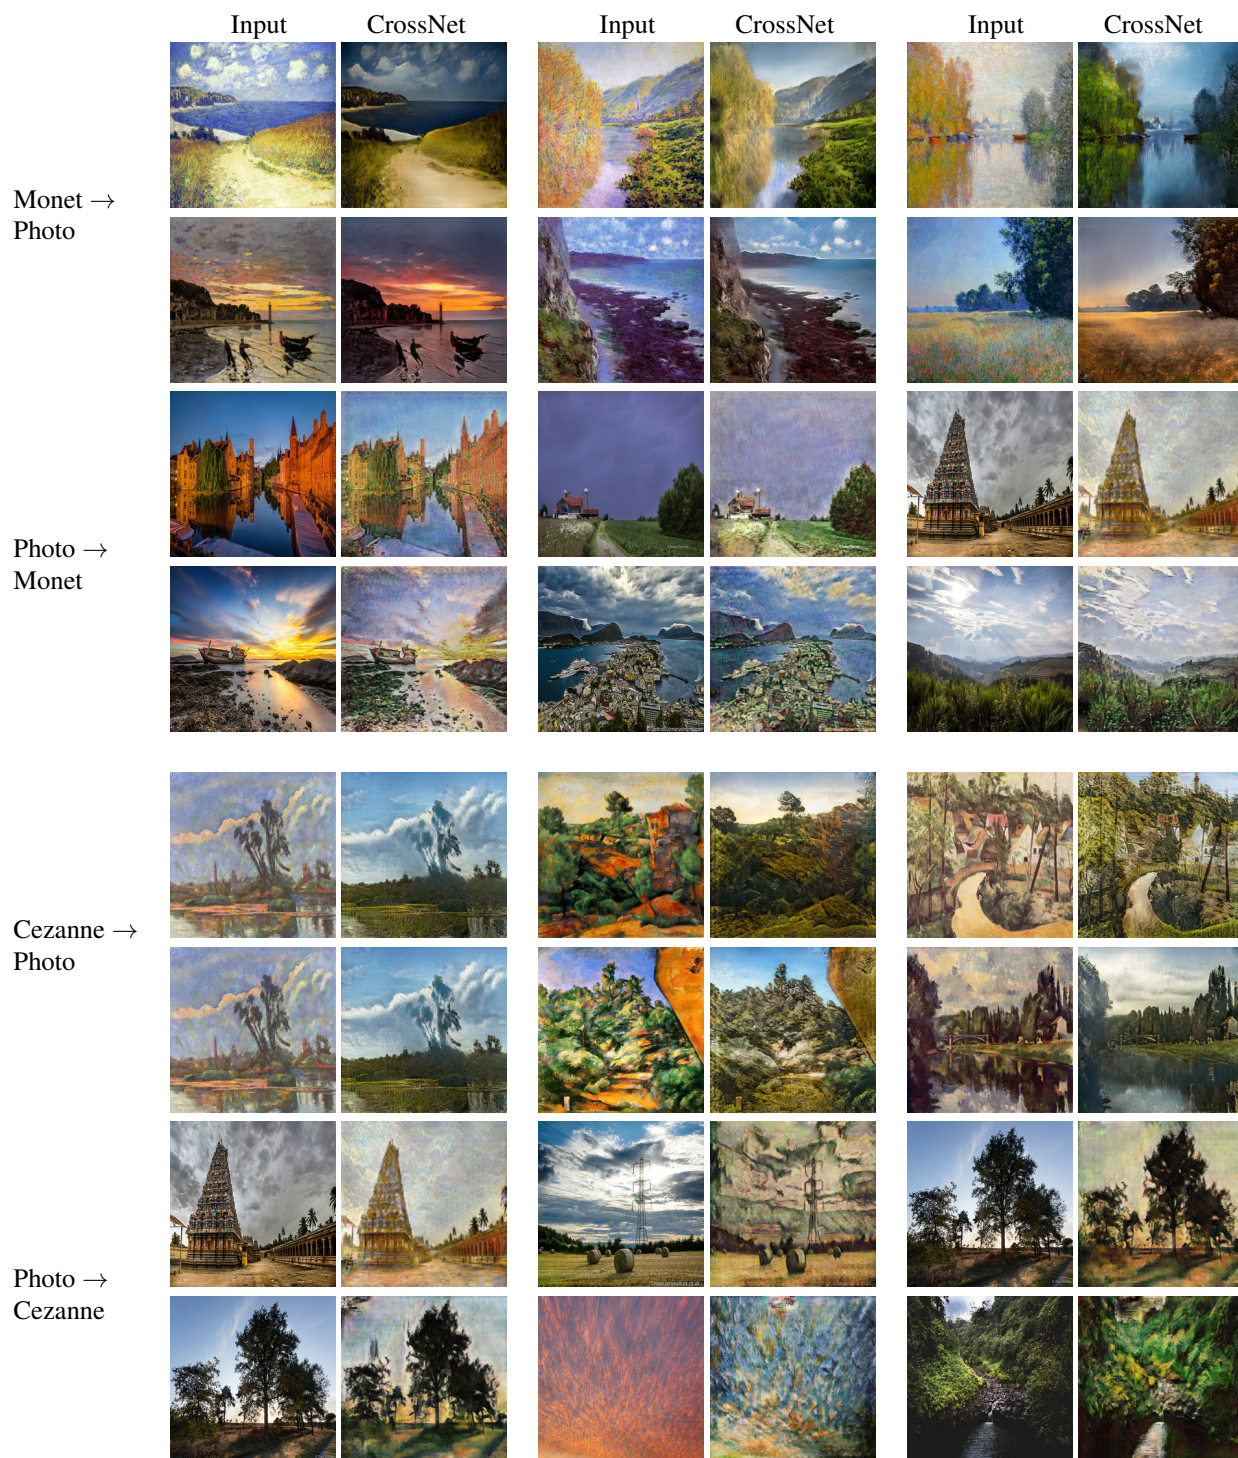 Input CrossNet Input CrossNet Input CrossNet
Monet →
Photo
Photo →
Monet
Cezanne →
Photo
Photo →
Cezanne